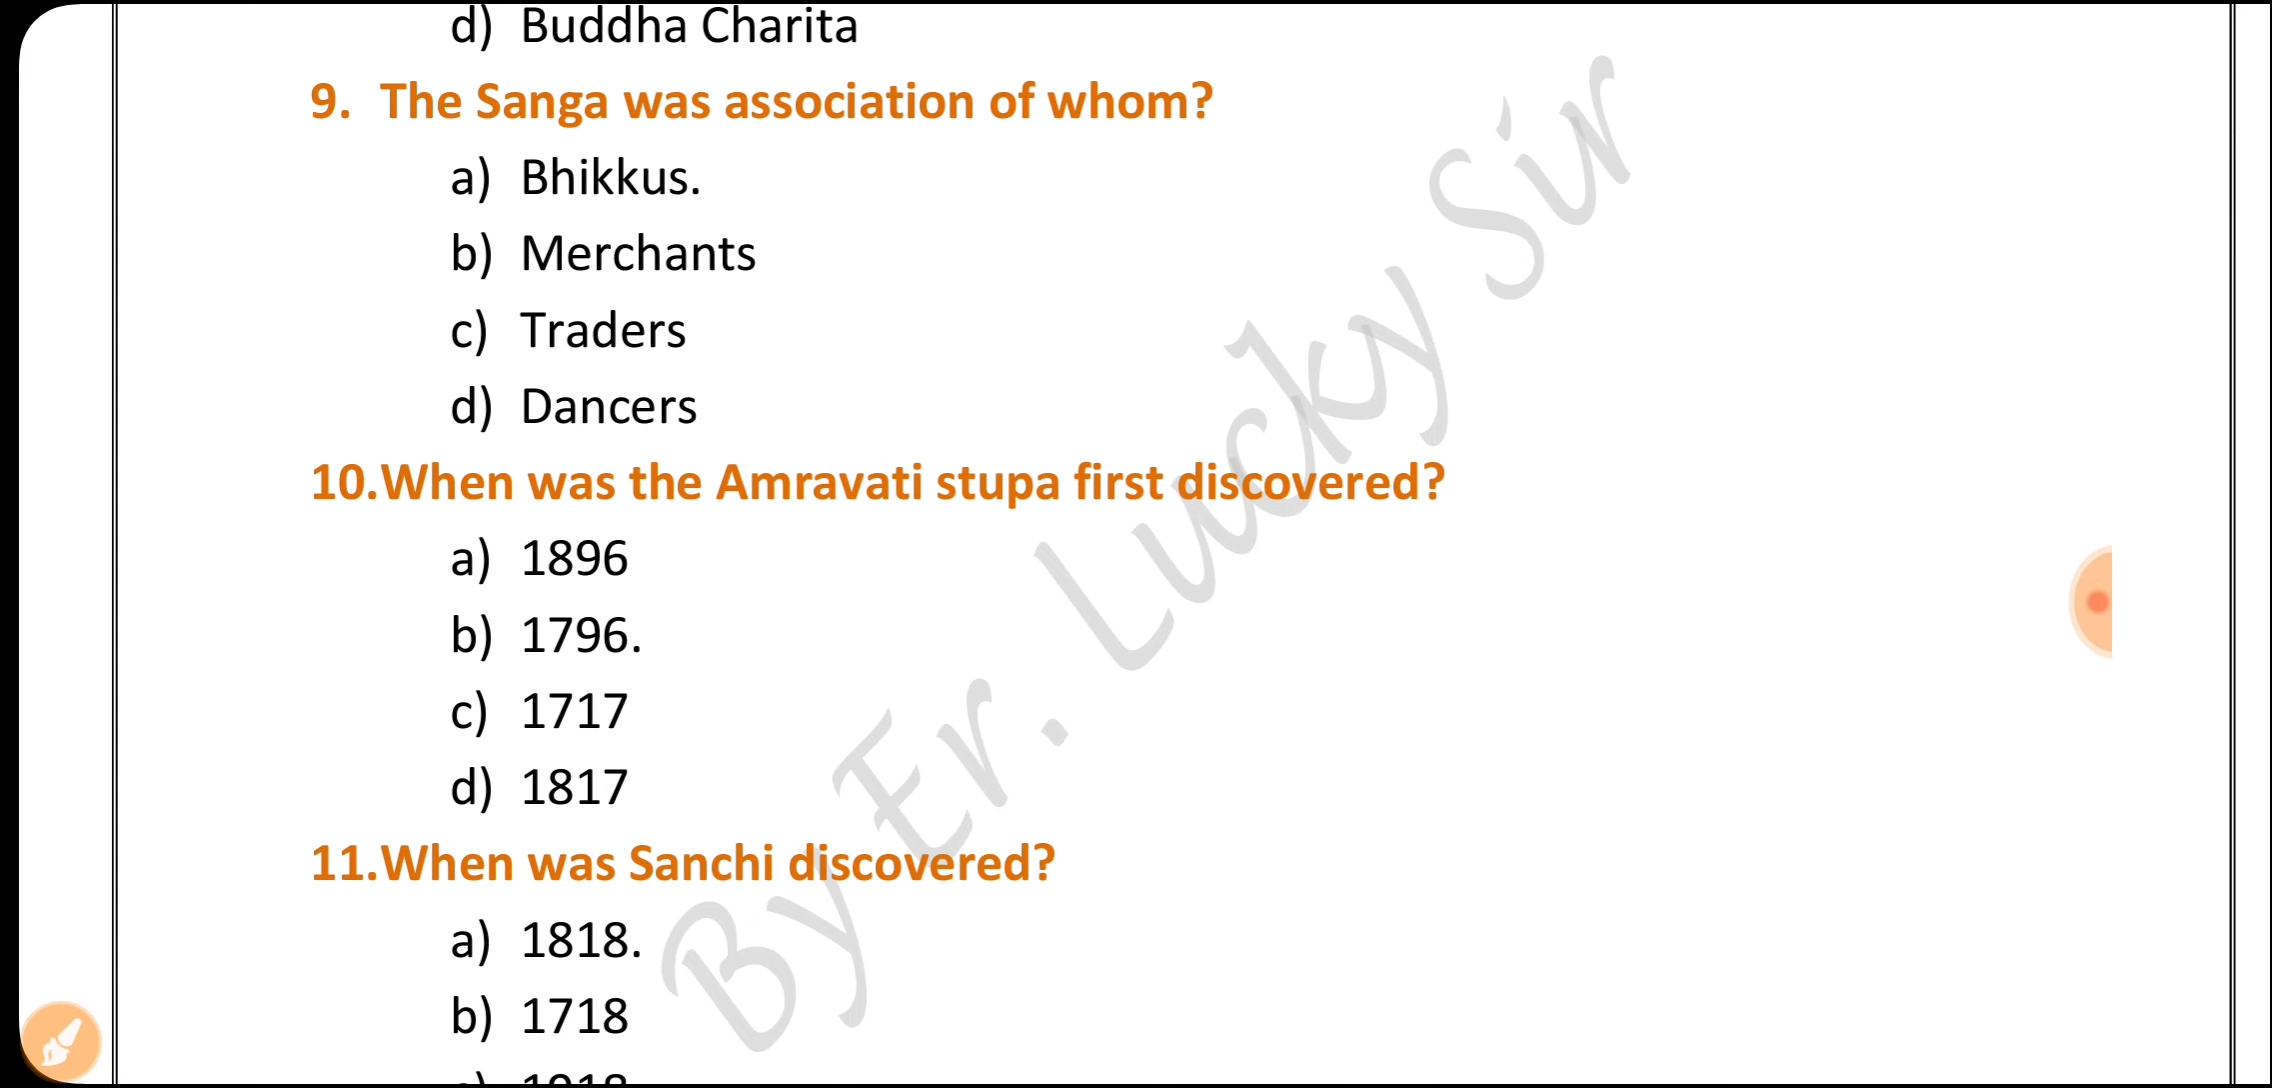 d) Buddha Charita
9. The Sanga was association of whom?
a) Bhikkus.
b) Merchants
c) Traders
d) Dancers
10.When was the Amravati stupa first discovered?
a) 1896
b) 1796.
c) 1717
d) 1817
11.When was Sanchi discovered?
a) 1818.
b) 1718
By Er. Lucky Sir